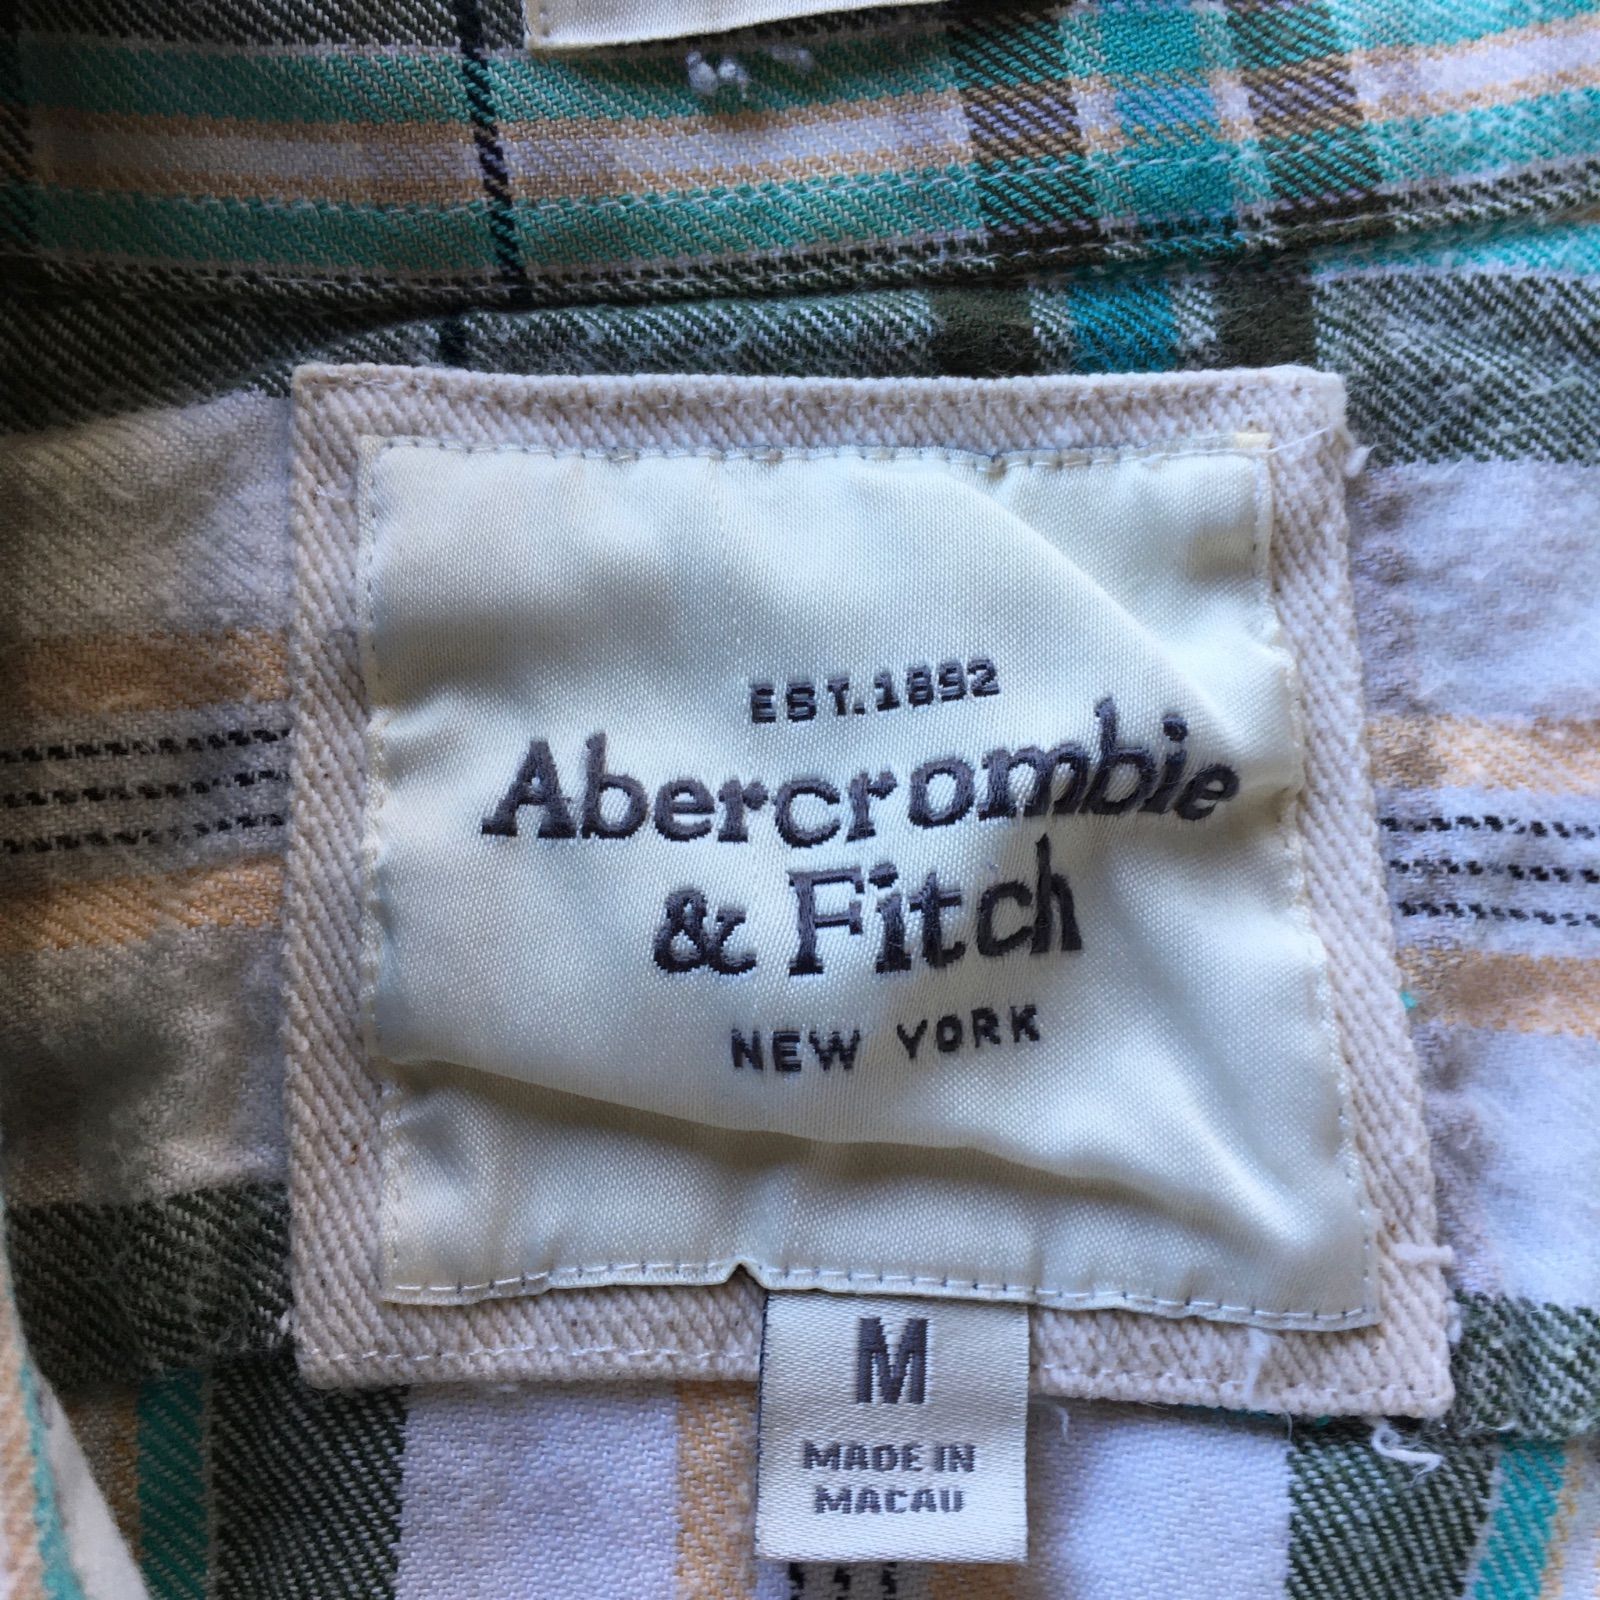 EST. 1892
Abercrombie
& Fitch
NEW YORK
M
MADE IN
MACAU